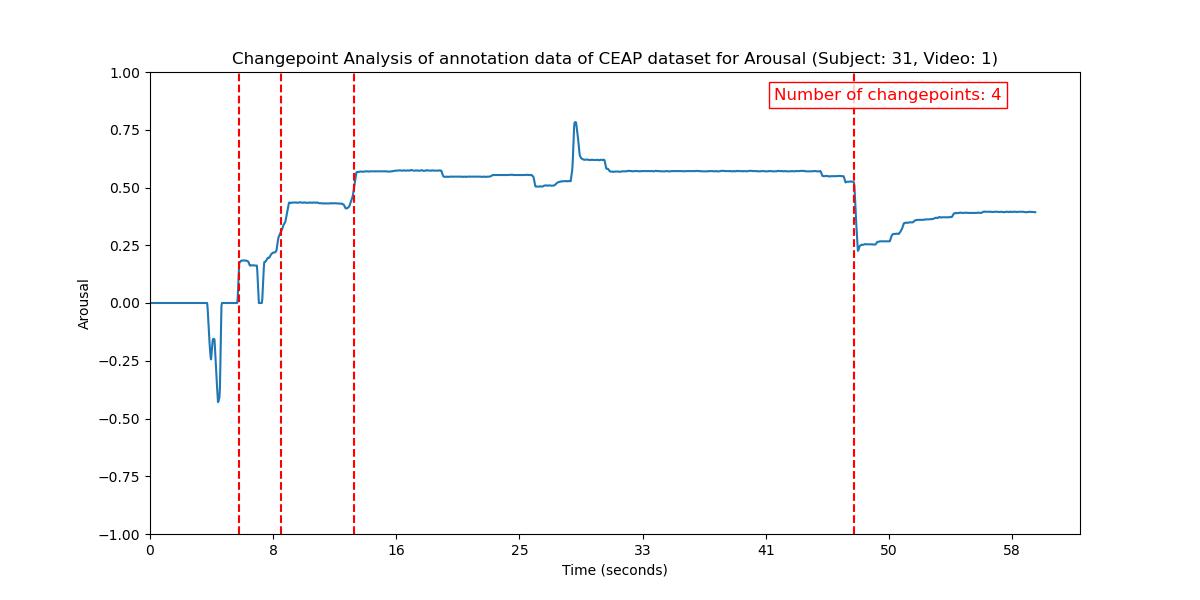 Changepoint Analysis of annotation data of CEAP dataset for Arousal (Subject: 31, Video: 1)
Number of changepoints: 4
1.00
0.75
0.50
0.25
0.00
−0.25
−0.50
−0.75
−1.00
Arousal
0 8 16 25 33 41 50 58
Time (seconds)